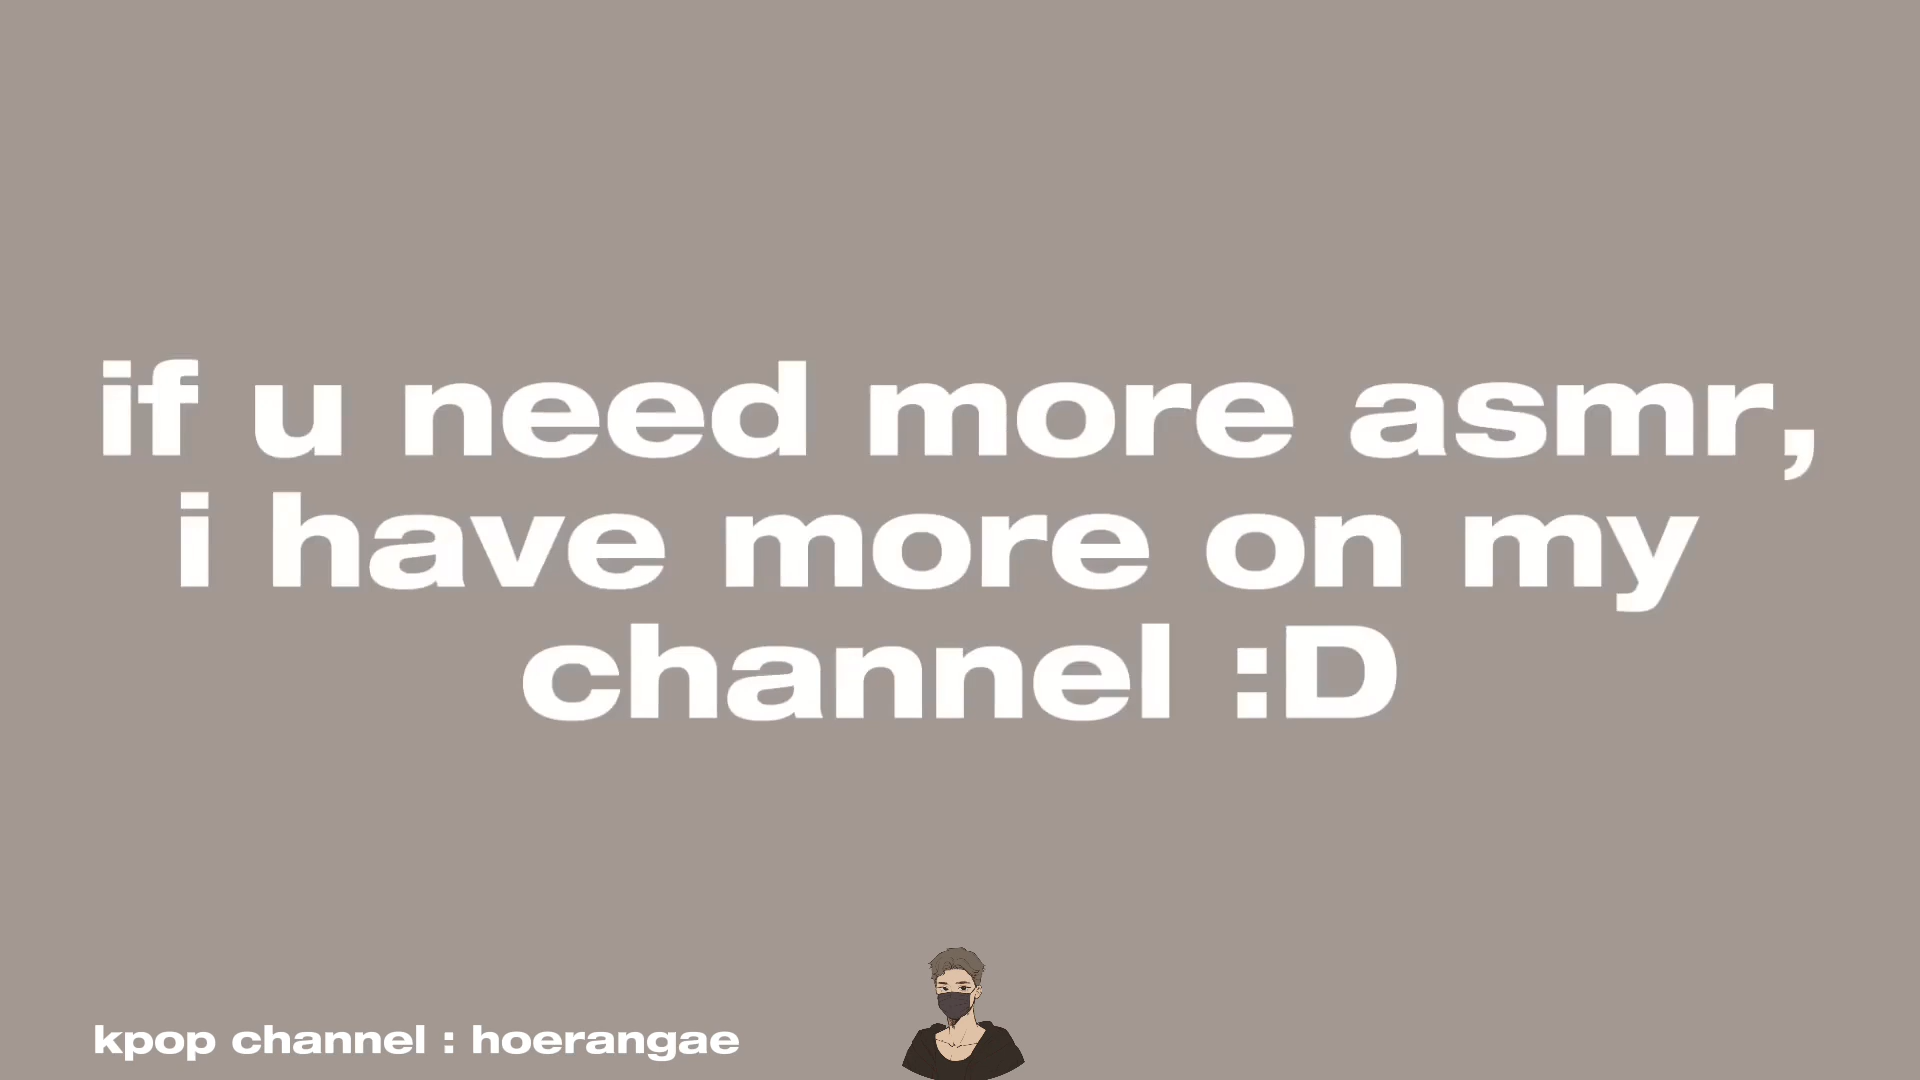 if u need more asmr,
i have more on my
channel :D
kpop channel : hoerangae